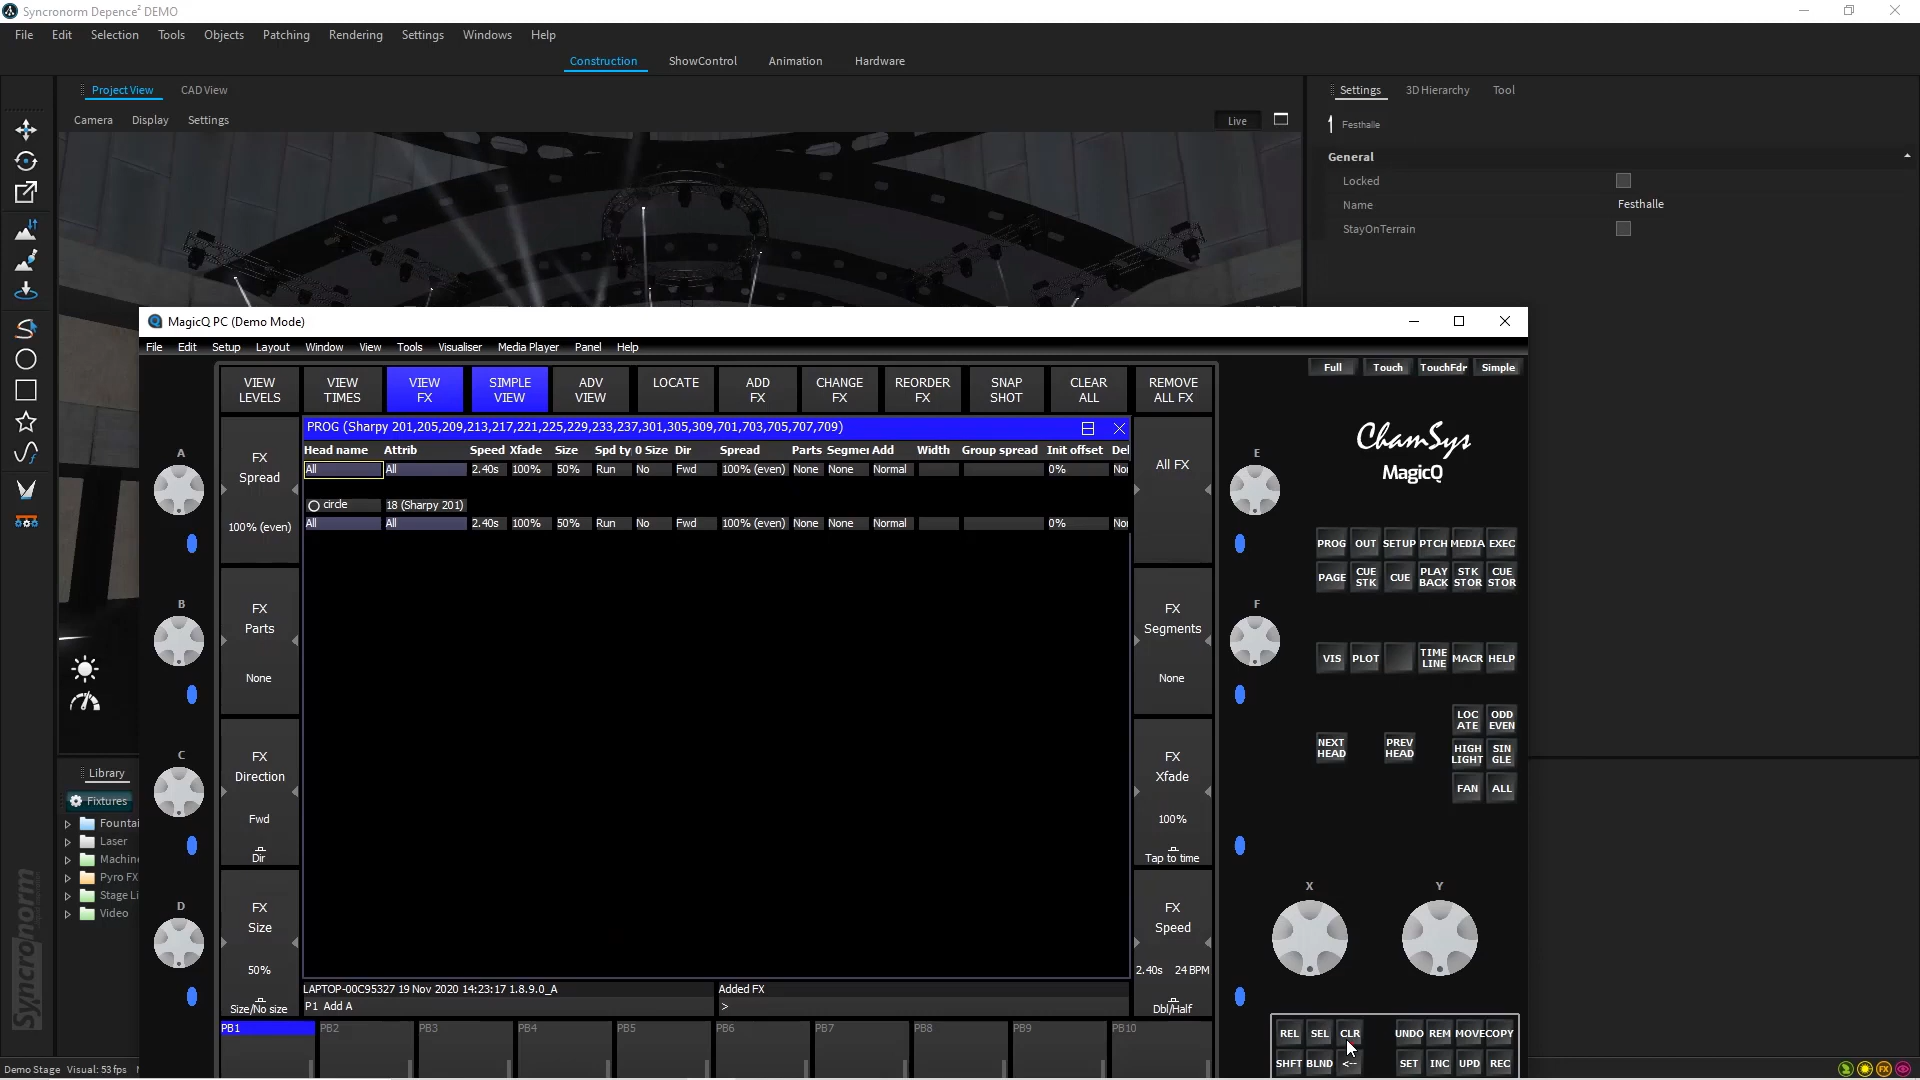 Syncronorm Depence² DEMO
File Edit Selection Tools Objects Patching Rendering Settings Windows Help
Construction ShowControl Animation Hardware
Project View CAD View
Camera Display Settings
Live
Settings 3D Hierarchy Tool
Festhalle
General
Locked
Name Festhalle
StayOnTerrain
MagicQ PC (Demo Mode)
File Edit Setup Layout Window View Tools Visualiser Media Player Panel Help
Full Touch TouchFdr Simple
VIEW LEVELS
VIEW TIMES
VIEW FX
SIMPLE VIEW
ADV VIEW
LOCATE
ADD FX
CHANGE FX
REORDER FX
SNAP SHOT
CLEAR ALL
REMOVE ALL FX
PROG (Sharpy 201,205,209,213,217,221,225,229,233,237,301,305,309,701,703,705,707,709)
Head name Attrib Speed Xfade Size Spd ty 0 Size Dir Spread Parts Segmen Add Width Group spread Init offset Del
All All 2.40s 100% 50% Run No Fwd 100% (even) None None Normal 0% No
circle 18 (Sharpy 201)
All All 2.40s 100% 50% Run No Fwd 100% (even) None None Normal 0% No
A
FX Spread
100% (even)
B
FX Parts
None
C
FX Direction
Fwd
Dir
D
FX Size
50%
Size/No size
All FX
E
FX Segments
None
F
FX Xfade
100%
Tap to time
FX Speed
2.40s 24 BPM
Dbl/Half
ChamSys
MagicQ
PROG OUT SETUP PTCH MEDIA EXEC
PAGE CUE STK CUE PLAY BACK STK STOR CUE STOR
VIS PLOT TIME LINE MACR HELP
LOC ATE ODD EVEN
NEXT HEAD PREV HEAD HIGH LIGHT SIN GLE
FAN ALL
X Y
REL SEL CLR UNDO REM MOVE COPY
SHFT BLND <-- SET INC UPD REC
LAPTOP-00C95327 19 Nov 2020 14:23:17 1.8.9.0_A
Added FX
P1 Add A
>
PB1 PB2 PB3 PB4 PB5 PB6 PB7 PB8 PB9 PB10
Library
Fixtures
Fountai
Laser
Machin
Pyro FX
Stage Li
Video
Syncronorm
Demo Stage Visual: 53 fps